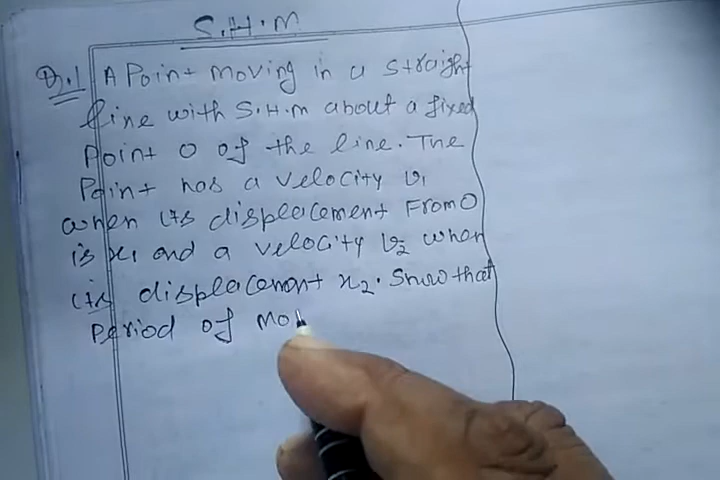 S.H.M
Q.1 A Point moving in a straight
line with S.H.M about a fixed
Point O of the line. The
Point has a velocity v₁
when its displacement From O
is x₁ and a velocity v₂ when
its displacement x₂. Show that
Period of Mo